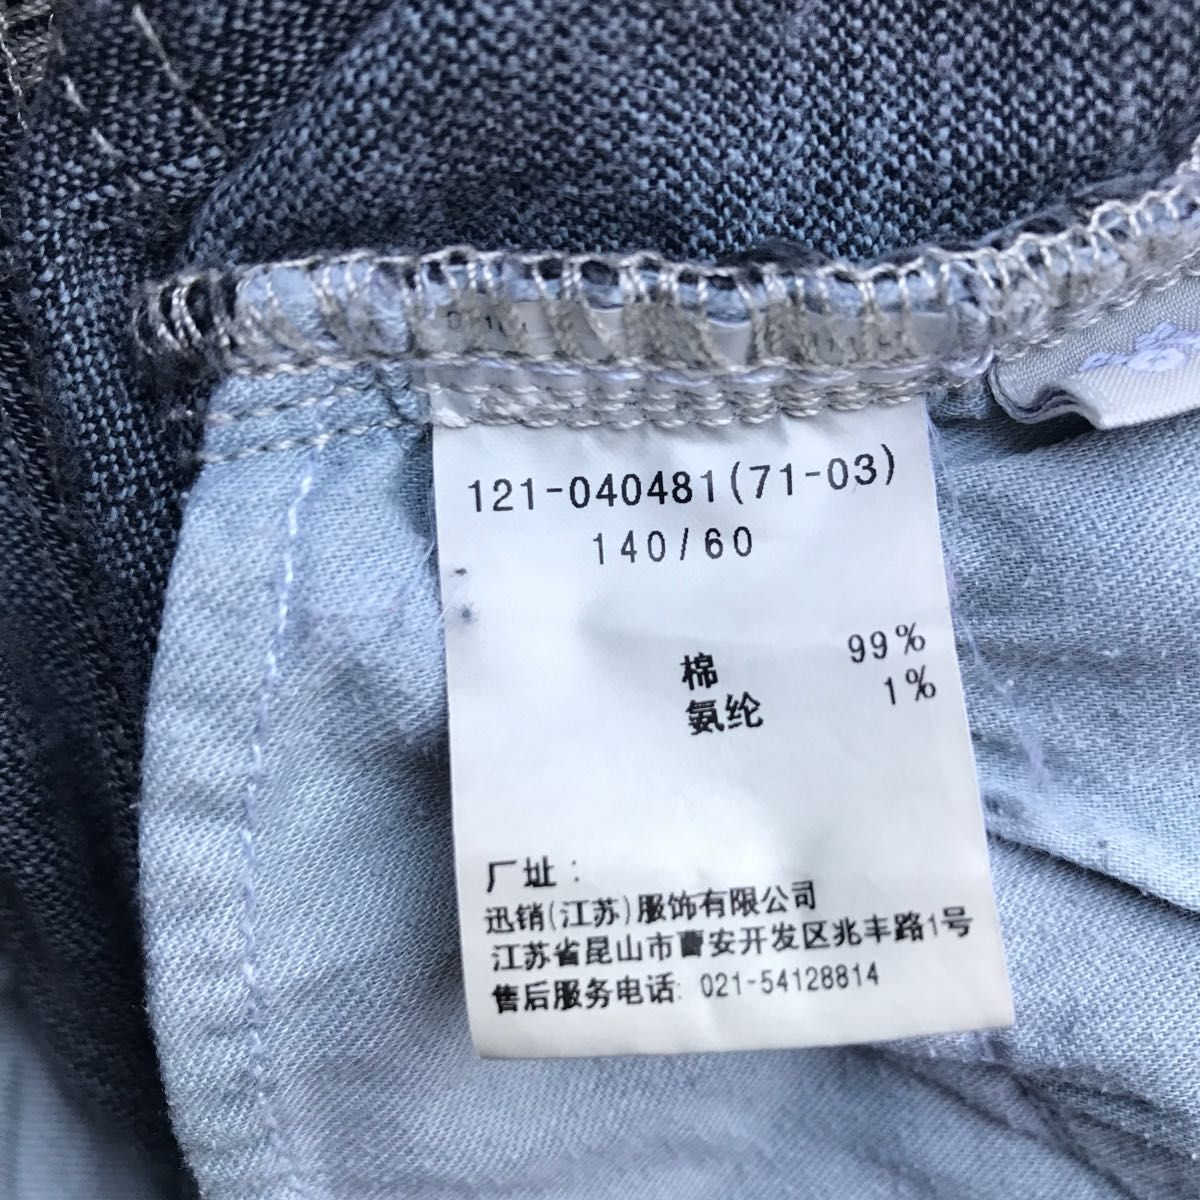 121-040481(71-03)
140/60
棉 99%
氨纶 1%
厂址：
迅销(江苏)服饰有限公司
江苏省昆山市曹安开发区兆丰路1号
售后服务电话: 021-54128814